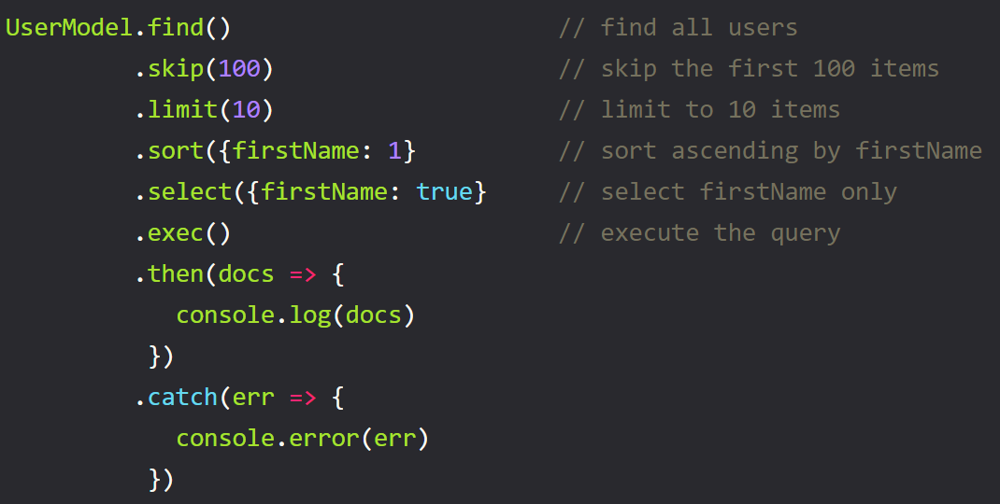 UserModel.find()                       // find all users
         .skip(100)                    // skip the first 100 items
         .limit(10)                    // limit to 10 items
         .sort({firstName: 1}          // sort ascending by firstName
         .select({firstName: true}     // select firstName only
         .exec()                       // execute the query
         .then(docs => {
            console.log(docs)
          })
         .catch(err => {
            console.error(err)
          })